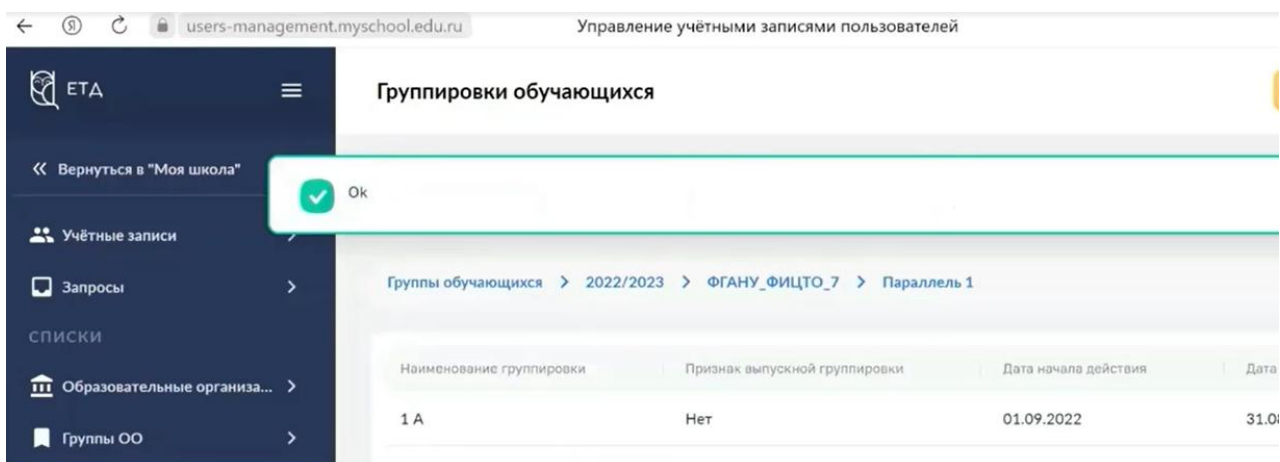 users-management.myschool.edu.ru Управление учётными записями пользователей
ЕТД
Группировки обучающихся
Вернуться в "Моя школа"
Ok
Учётные записи
Запросы
Группы обучающихся > 2022/2023 > ФГАНУ_ФИЦТО_7 > Параллель 1
СПИСКИ
Наименование группировки Признак выпускной группировки Дата начала действия Дата
Образовательные организа...
1 А Нет 01.09.2022 31.08
Группы ОО